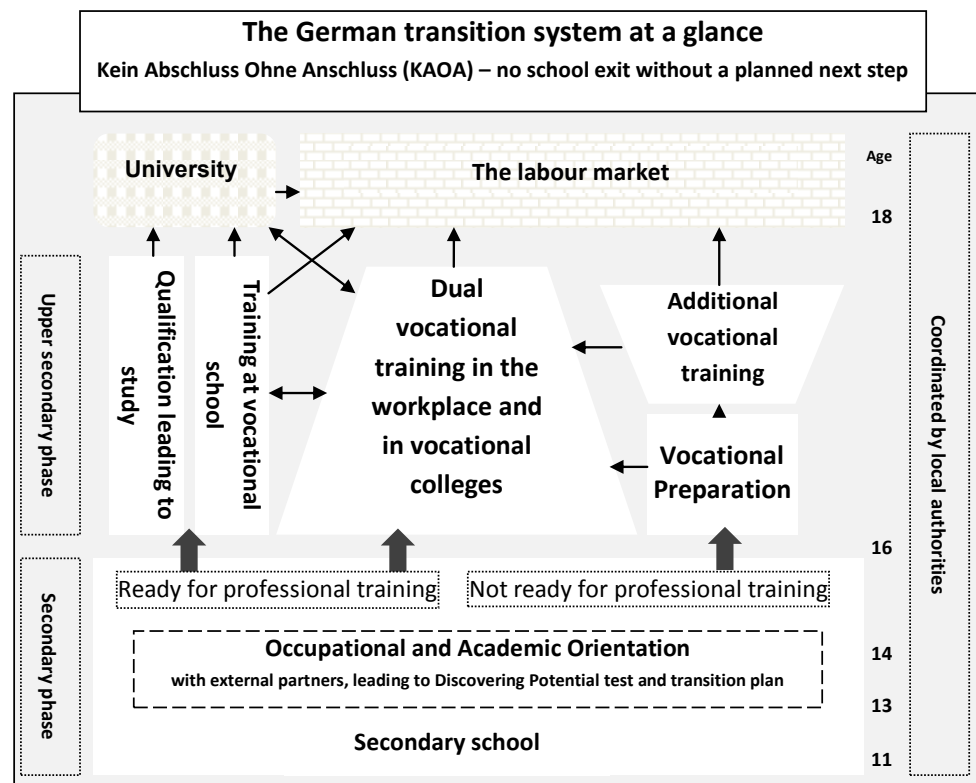 The German transition system at a glance
Kein Abschluss Ohne Anschluss (KAOA) – no school exit without a planned next step
University
The labour market
Age
18
Upper secondary phase
Qualification leading to
study
Training at vocational
school
Dual
vocational
training in the
workplace and
in vocational
colleges
Additional
vocational
training
Vocational
Preparation
Coordinated by local authorities
16
Secondary phase
Ready for professional training
Not ready for professional training
Occupational and Academic Orientation
with external partners, leading to Discovering Potential test and transition plan
14
13
Secondary school
11